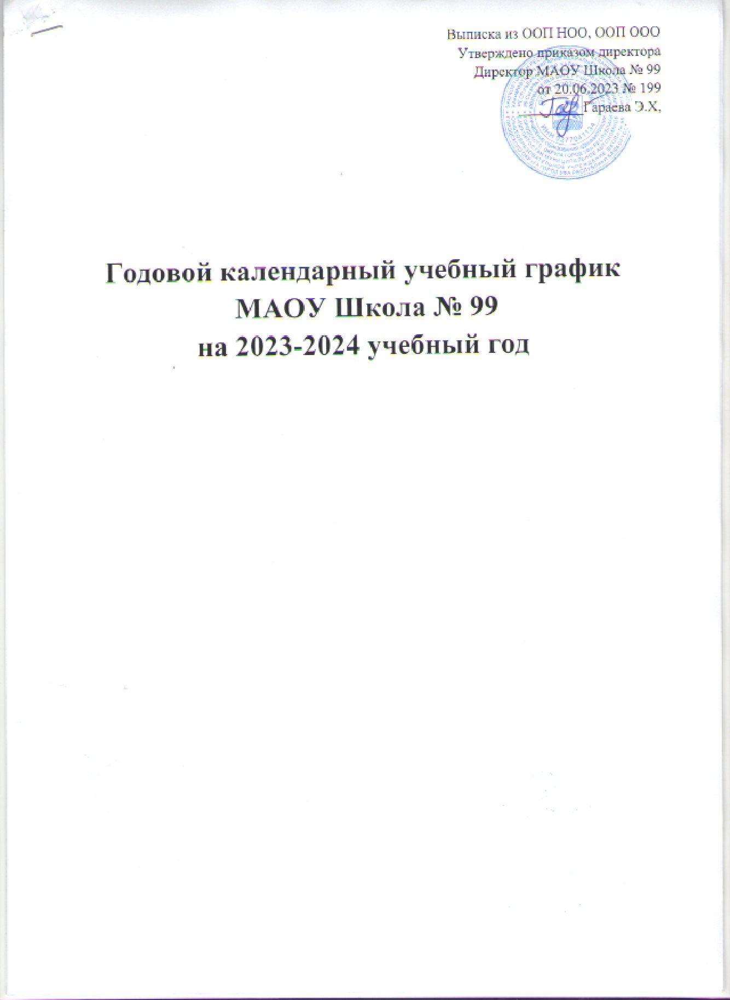 Выписка из ООП НОО, ООП ООО
Утверждено приказом директора
Директор МАОУ Школа № 99
от 20.06.2023 № 199
Гараева Э.Х,
Годовой календарный учебный график
МАОУ Школа № 99
на 2023-2024 учебный год